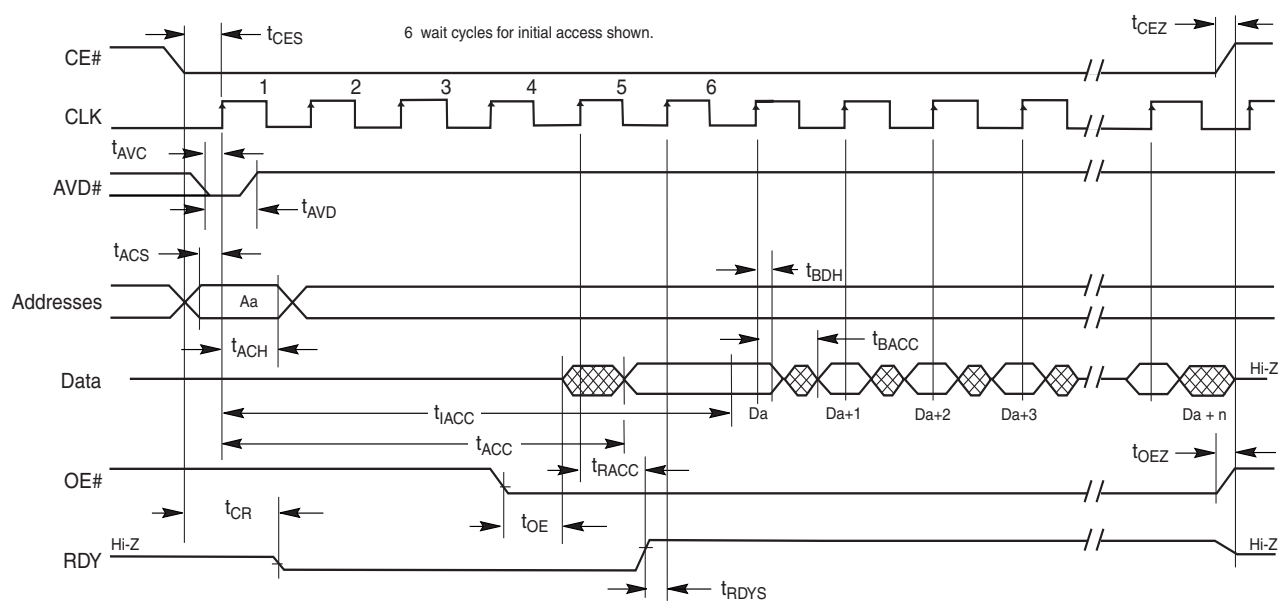 tCES
6 wait cycles for initial access shown.
tCEZ
CE#
1 2 3 4 5 6
CLK
tAVC
AVD#
tAVD
tACS
tBDH
Addresses
Aa
tACH
tBACC
Data
Hi-Z
tIACC
Da Da+1 Da+2 Da+3 Da + n
tACC
tRACC
tOEZ
OE#
tCR
tOE
Hi-Z
Hi-Z
RDY
tRDYS